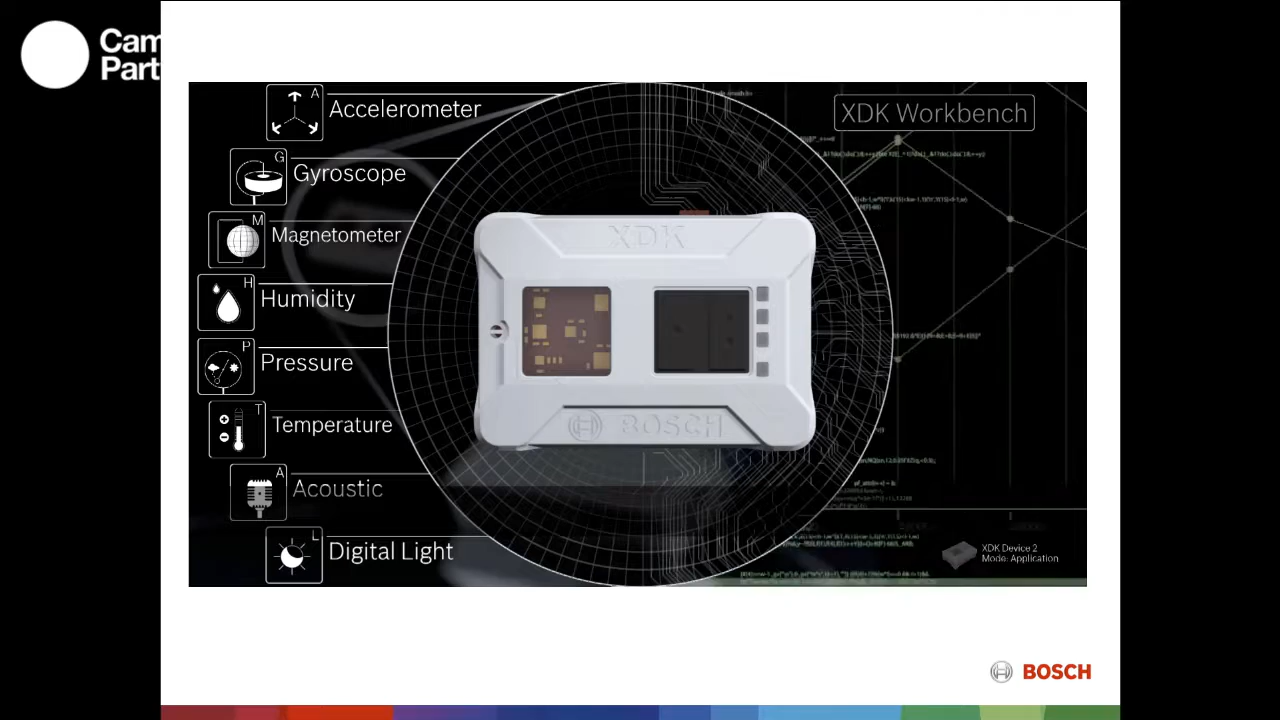 Cam
Part
A
Accelerometer
XDK Workbench
G
Gyroscope
M
Magnetometer
XDK
H
Humidity
P
Pressure
T
Temperature
BOSCH
A
Acoustic
L
Digital Light
XDK Device 2
Mode: Application
BOSCH